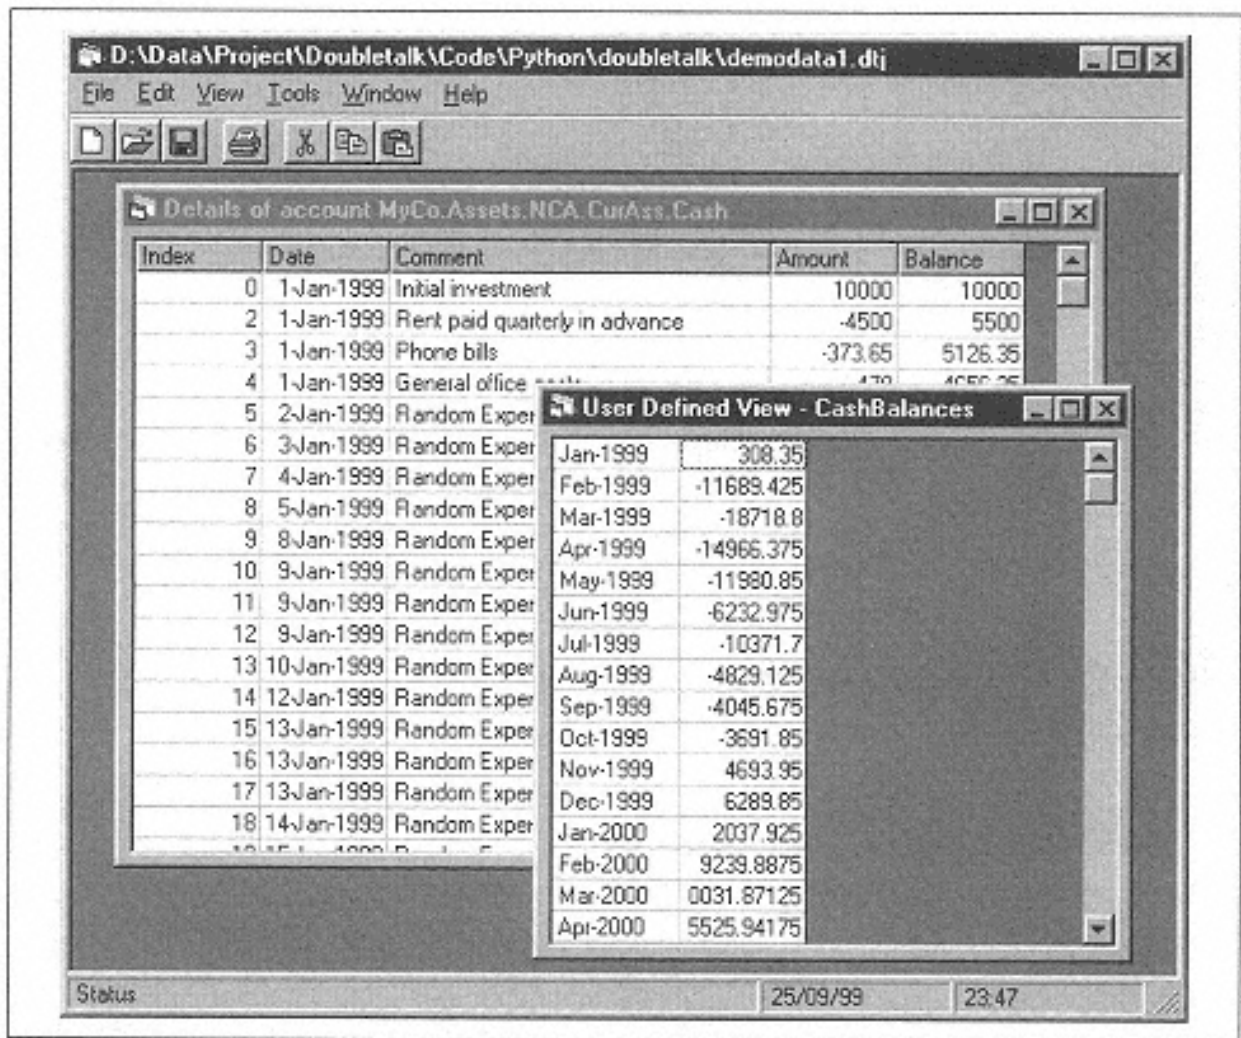 D:\Data\Project\Doubletalk\Code\Python\doubletalk\demodata1.dtj
File Edit View Tools Window Help
Details of account MyCo.Assets.NCA.CurAss.Cash
Index Date Comment Amount Balance
0 1-Jan-1999 Initial investment 10000 10000
2 1-Jan-1999 Rent paid quarterly in advance -4500 5500
3 1-Jan-1999 Phone bills -373.65 5126.35
4 1-Jan-1999 General office
5 2-Jan-1999 Random Exper
6 3-Jan-1999 Random Exper
7 4-Jan-1999 Random Exper
8 5-Jan-1999 Random Exper
9 8-Jan-1999 Random Exper
10 9-Jan-1999 Random Exper
11 9-Jan-1999 Random Exper
12 9-Jan-1999 Random Exper
13 10-Jan-1999 Random Exper
14 12-Jan-1999 Random Exper
15 13-Jan-1999 Random Exper
16 13-Jan-1999 Random Exper
17 13-Jan-1999 Random Exper
18 14-Jan-1999 Random Exper
User Defined View - CashBalances
Jan-1999 308.35
Feb-1999 -11689.425
Mar-1999 -18718.8
Apr-1999 -14966.375
May-1999 -11980.85
Jun-1999 -6232.975
Jul-1999 -10371.7
Aug-1999 -4829.125
Sep-1999 -4045.675
Oct-1999 -3691.85
Nov-1999 4693.95
Dec-1999 6289.85
Jan-2000 2037.925
Feb-2000 9239.8875
Mar-2000 0031.87125
Apr-2000 5525.94175
Status 25/09/99 23:47